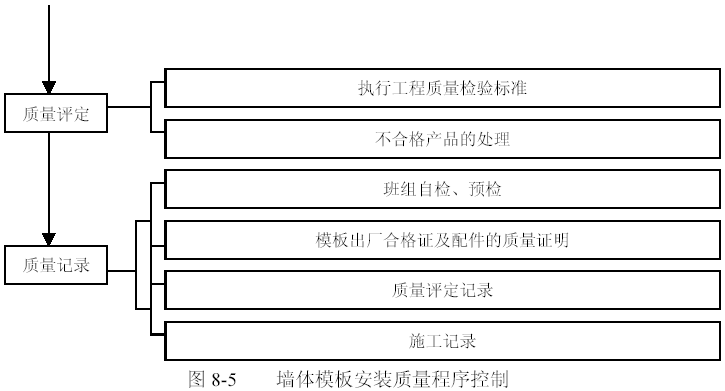 执行工程质量检验标准
质量评定
不合格产品的处理
班组自检、预检
模板出厂合格证及配件的质量证明
质量记录
质量评定记录
施工记录
图 8-5 墙体模板安装质量程序控制